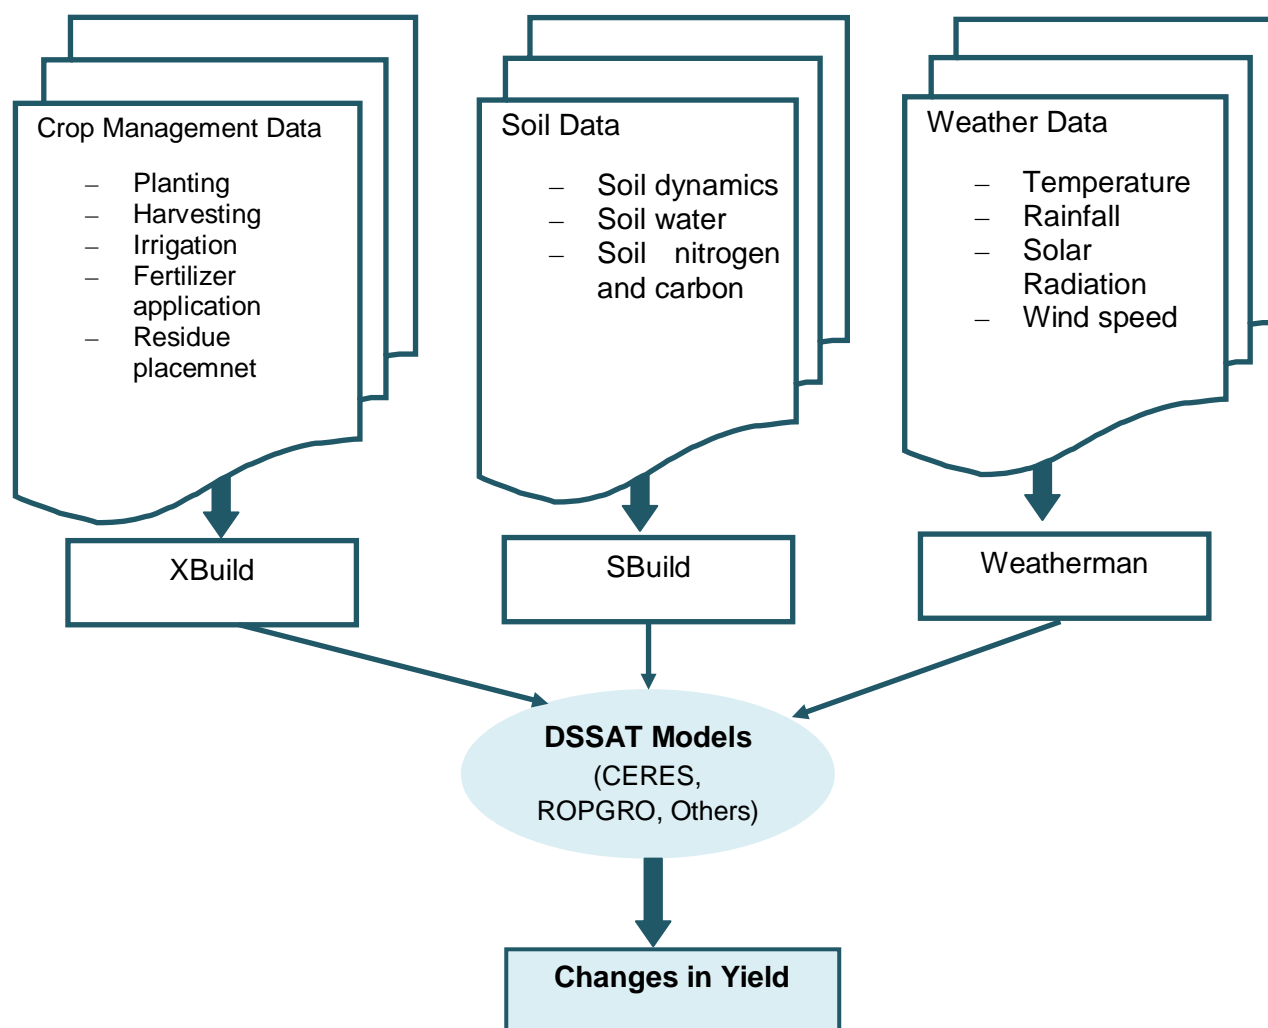 Crop Management Data
– Planting
– Harvesting
– Irrigation
– Fertilizer
application
– Residue
placemnet
Soil Data
– Soil dynamics
– Soil water
– Soil nitrogen
and carbon
Weather Data
– Temperature
– Rainfall
– Solar
Radiation
– Wind speed
XBuild
SBuild
Weatherman
DSSAT Models
(CERES,
ROPGRO, Others)
Changes in Yield